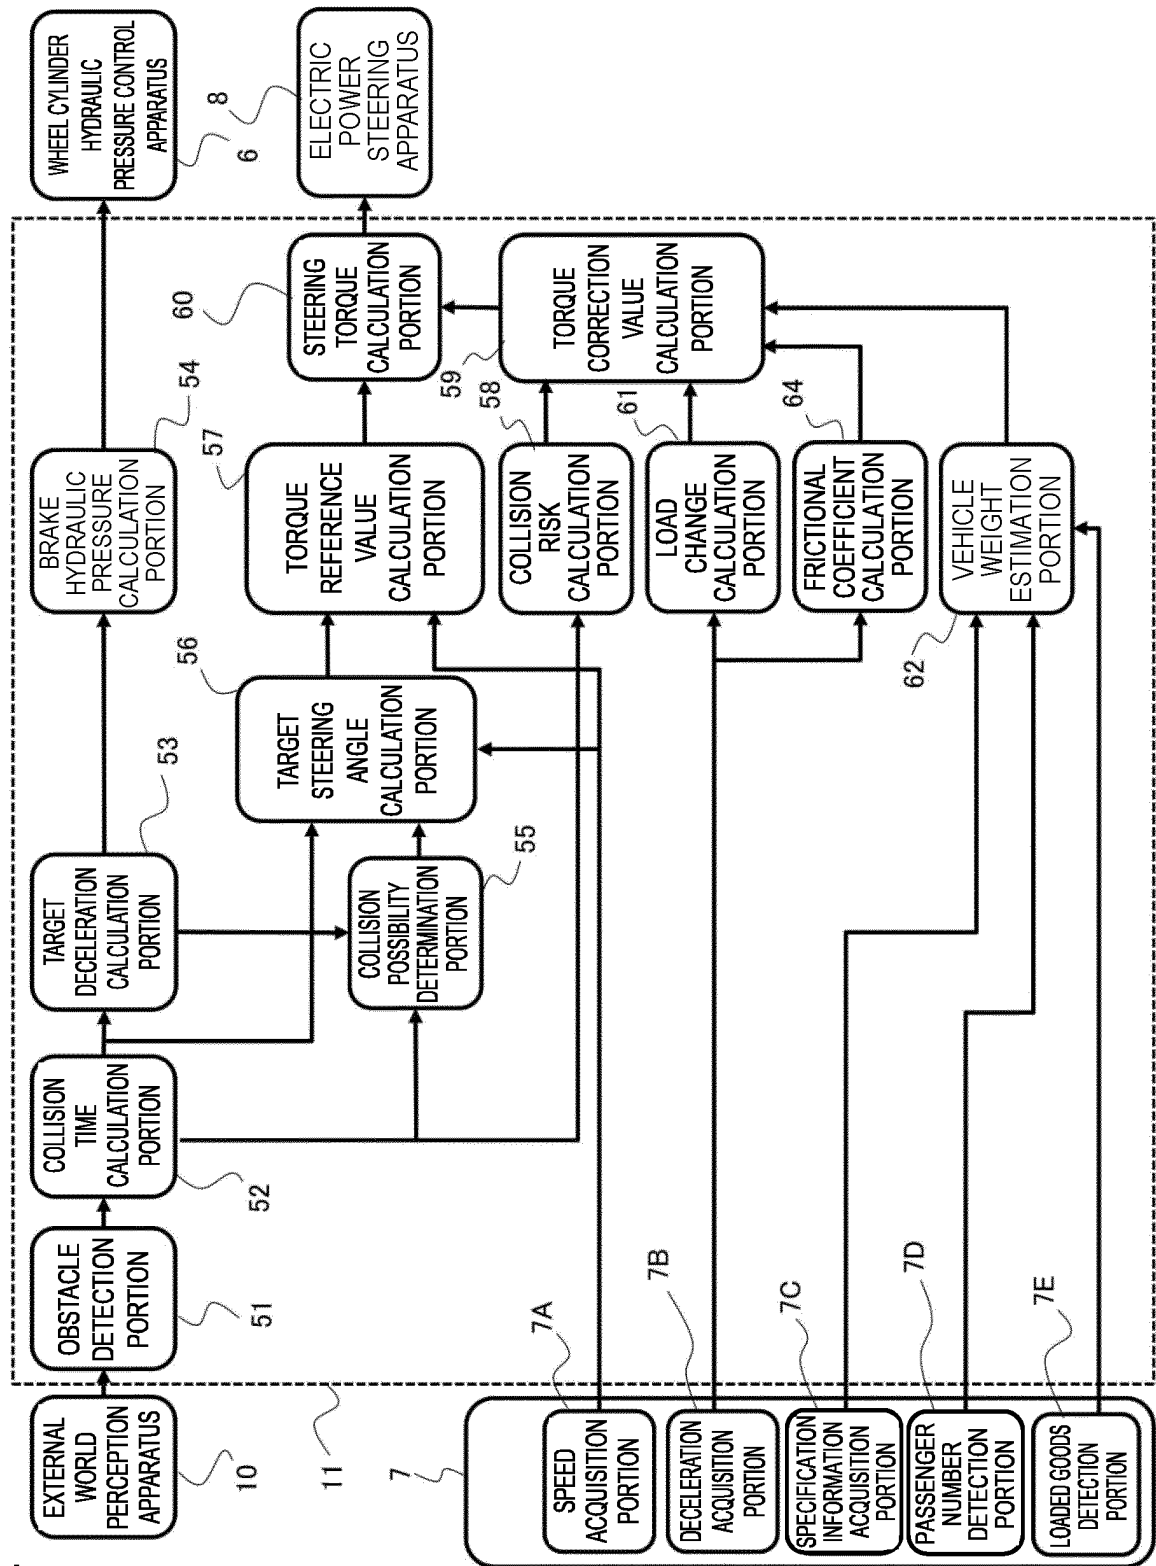 EXTERNAL
WORLD
PERCEPTION
APPARATUS
10
OBSTACLE
DETECTION
PORTION
51
COLLISION
TIME
CALCULATION
PORTION
52
TARGET
DECELERATION
CALCULATION
PORTION
53
BRAKE
HYDRAULIC
PRESSURE
CALCULATION
PORTION
54
WHEEL CYLINDER
HYDRAULIC
PRESSURE CONTROL
APPARATUS
6
COLLISION
POSSIBILITY
DETERMINATION
PORTION
55
TARGET
STEERING
ANGLE
CALCULATION
PORTION
56
TORQUE
REFERENCE
VALUE
CALCULATION
PORTION
57
STEERING
TORQUE
CALCULATION
PORTION
60
ELECTRIC
POWER
STEERING
APPARATUS
8
COLLISION
RISK
CALCULATION
PORTION
58
TORQUE
CORRECTION
VALUE
CALCULATION
PORTION
59
LOAD
CHANGE
CALCULATION
PORTION
61
FRICTIONAL
COEFFICIENT
CALCULATION
PORTION
64
VEHICLE
WEIGHT
ESTIMATION
PORTION
62
11
7
SPEED
ACQUISITION
PORTION
7A
DECELERATION
ACQUISITION
PORTION
7B
SPECIFICATION
INFORMATION
ACQUISITION
PORTION
7C
PASSENGER
NUMBER
DETECTION
PORTION
7D
LOADED GOODS
DETECTION
PORTION
7E